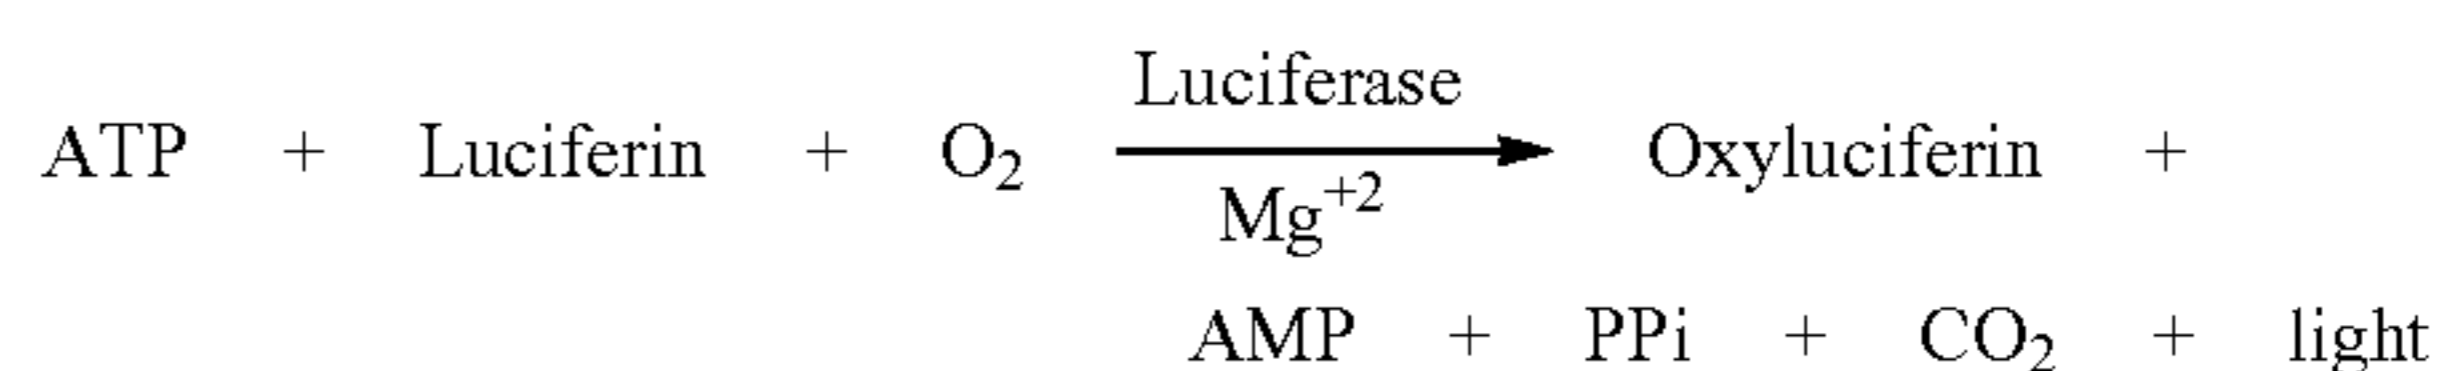 Luciferase
ATP + Luciferin + O₂ Oxyluciferin +
Mg⁺²
AMP + PPi + CO₂ + light